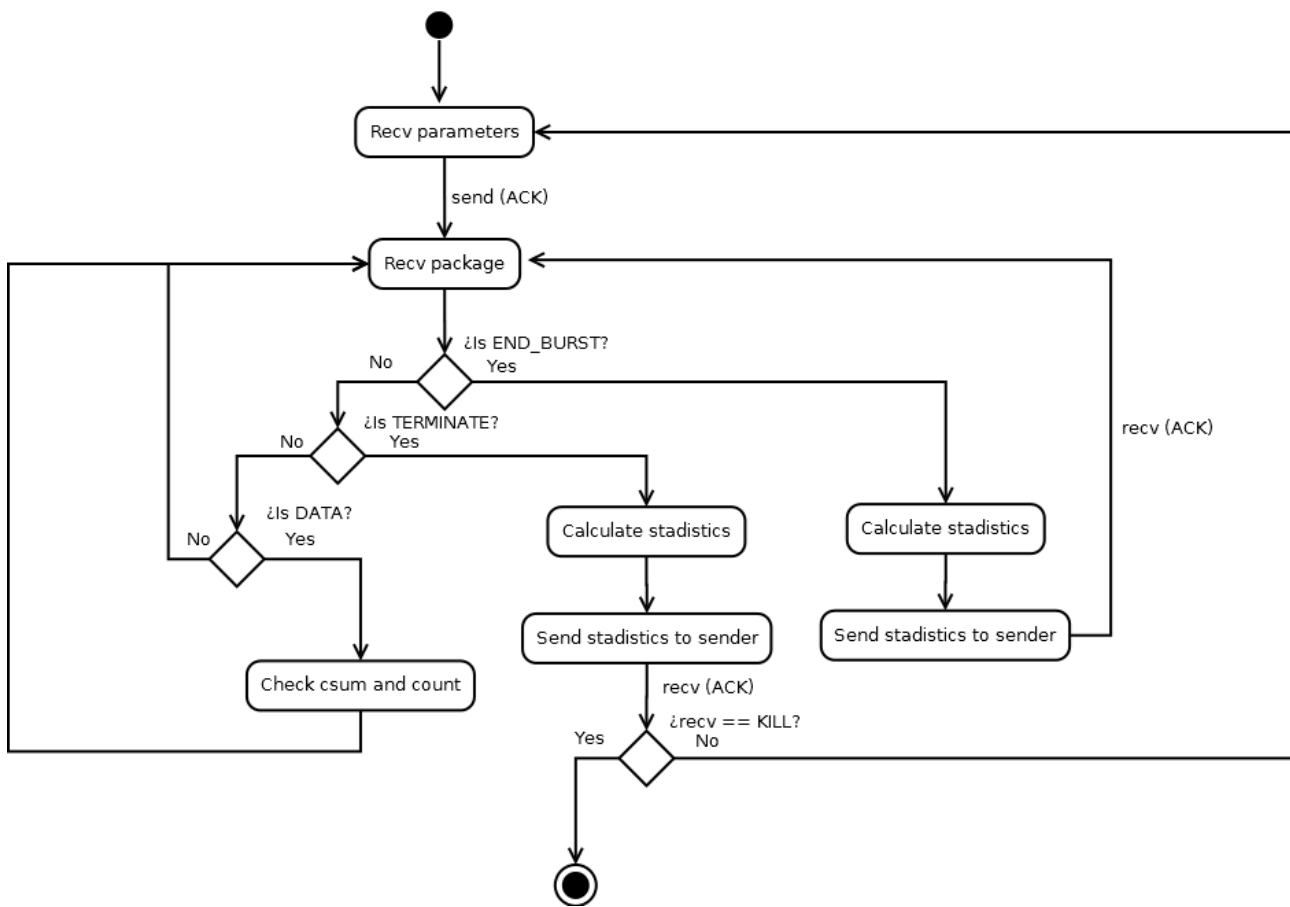 Recv parameters
send (ACK)
Recv package
¿Is END_BURST?
No
Yes
¿Is TERMINATE?
No
Yes
recv (ACK)
¿Is DATA?
No
Yes
Calculate stadistics
Calculate stadistics
Send stadistics to sender
Send stadistics to sender
Check csum and count
recv (ACK)
¿recv == KILL?
Yes
No